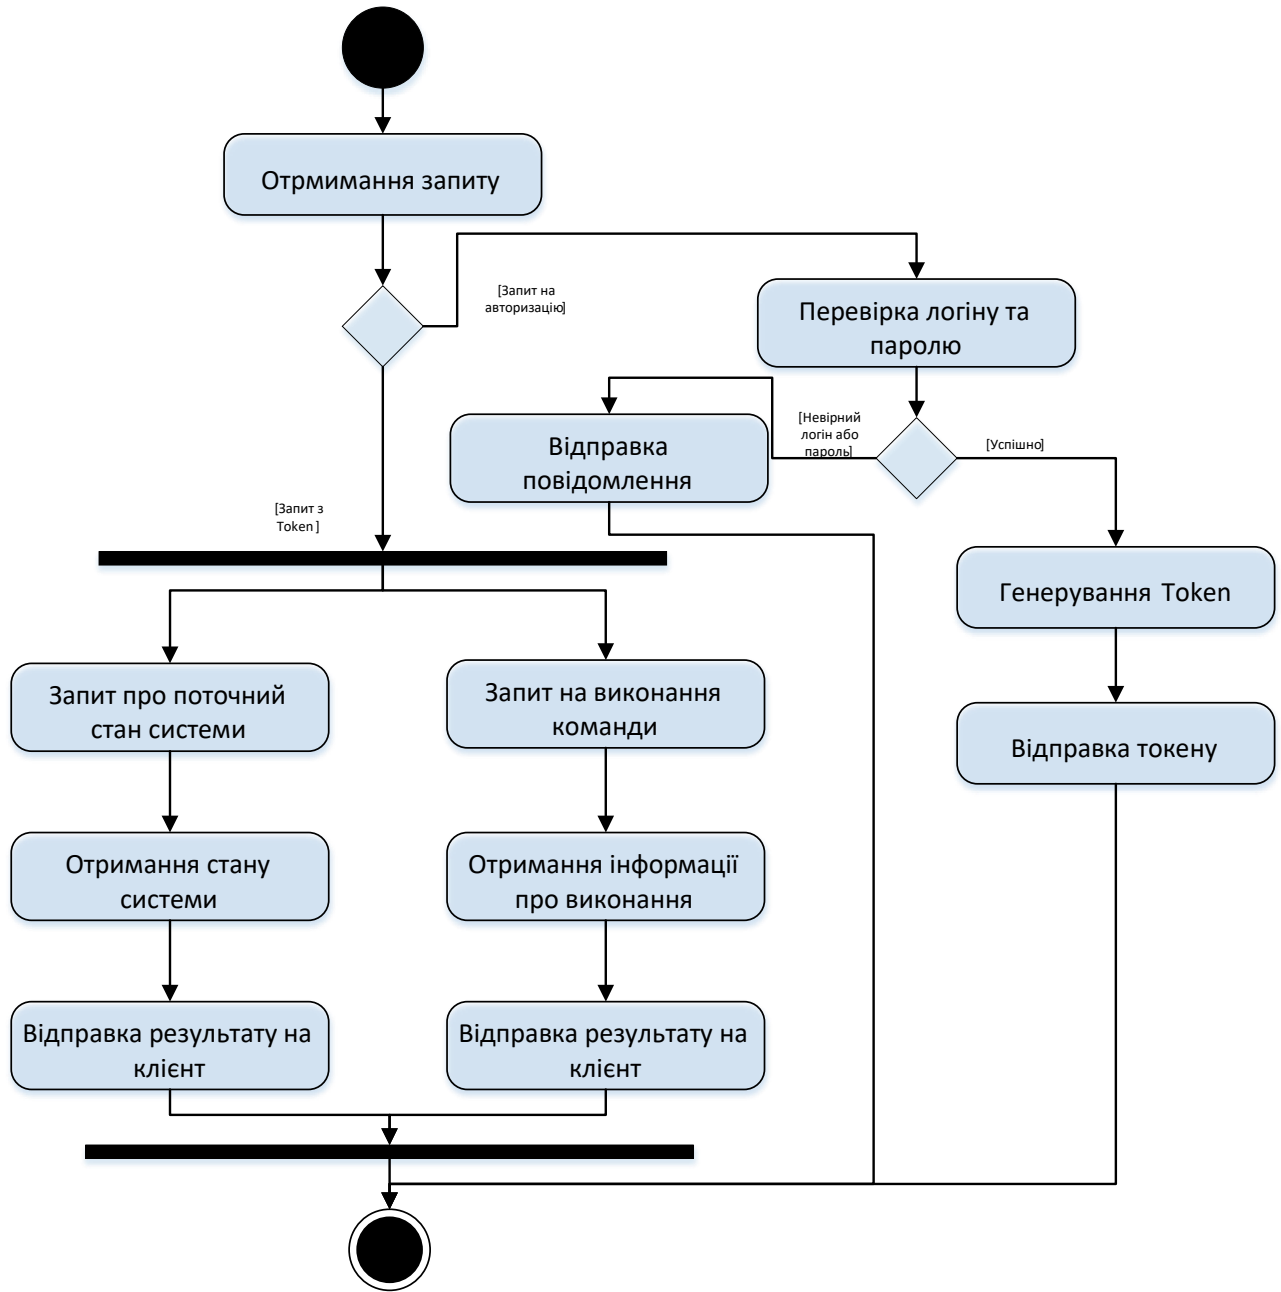 Отрмимання запиту
[Запит на
авторизацію]
Перевірка логіну та
паролю
[Невірний
логін або
пароль]
[Успішно]
Відправка
повідомлення
[Запит з
Token ]
Генерування Token
Запит про поточний
стан системи
Запит на виконання
команди
Відправка токену
Отримання стану
системи
Отримання інформації
про виконання
Відправка результату на
клієнт
Відправка результату на
клієнт